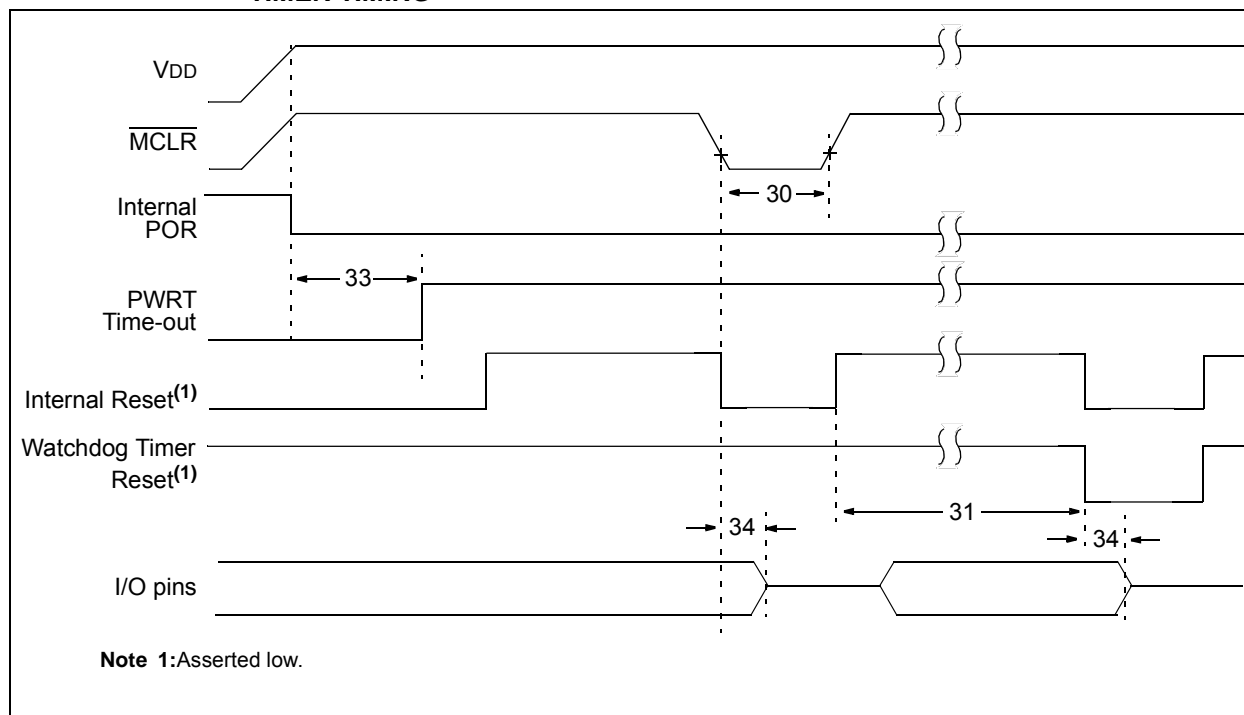 TIMER TIMING
VDD
MCLR
30
Internal
POR
33
PWRT
Time-out
Internal Reset(1)
Watchdog Timer
Reset(1)
31
34
34
I/O pins
Note 1:Asserted low.